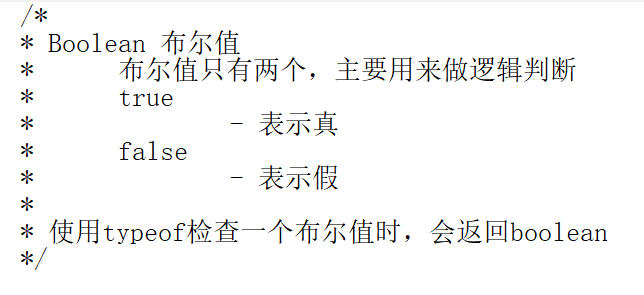 /*
* Boolean 布尔值
*     布尔值只有两个，主要用来做逻辑判断
*     true
*             - 表示真
*     false
*             - 表示假
*
* 使用typeof检查一个布尔值时，会返回boolean
*/